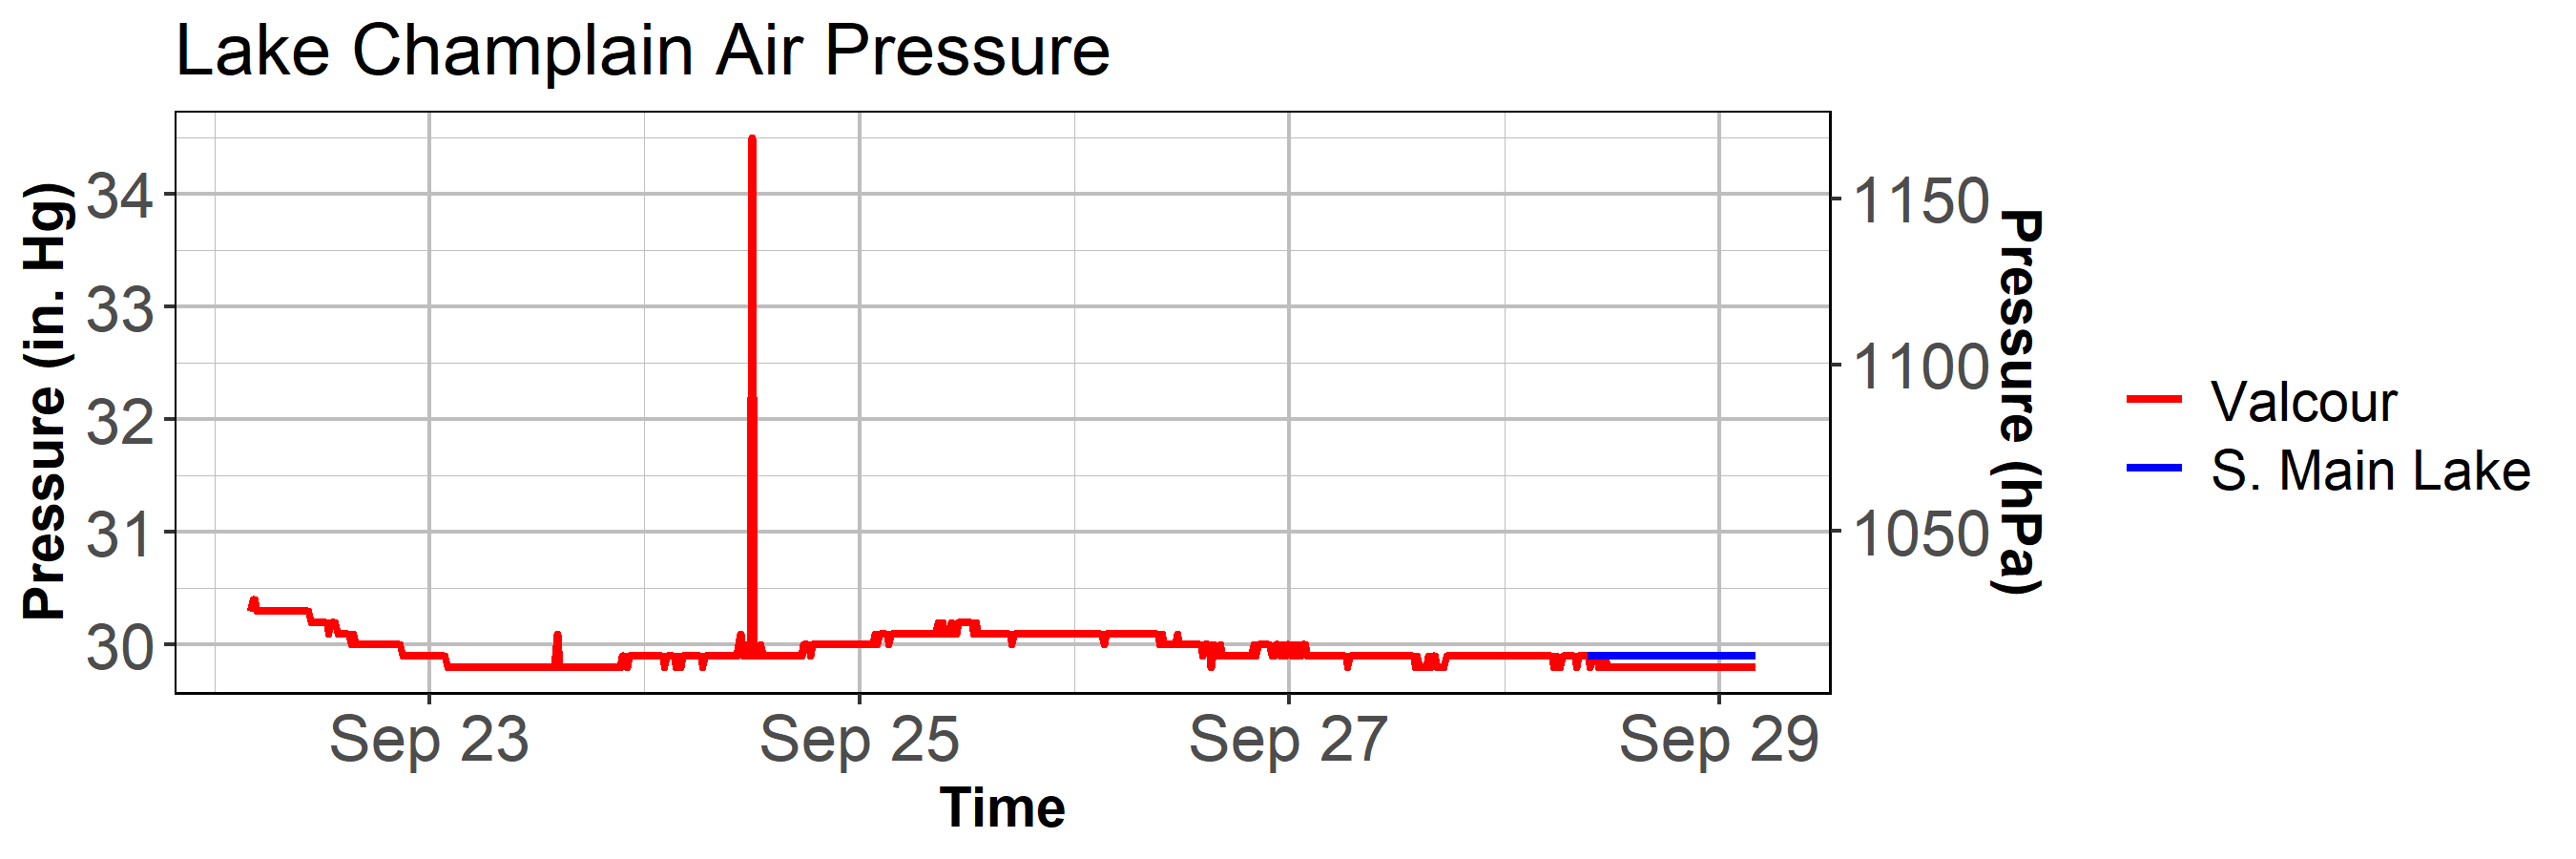 Lake Champlain Air Pressure
Pressure (in. Hg)
34
33
32
31
30
1150
1100
1050
Pressure (hPa)
Valcour
S. Main Lake
Sep 23
Sep 25
Sep 27
Sep 29
Time